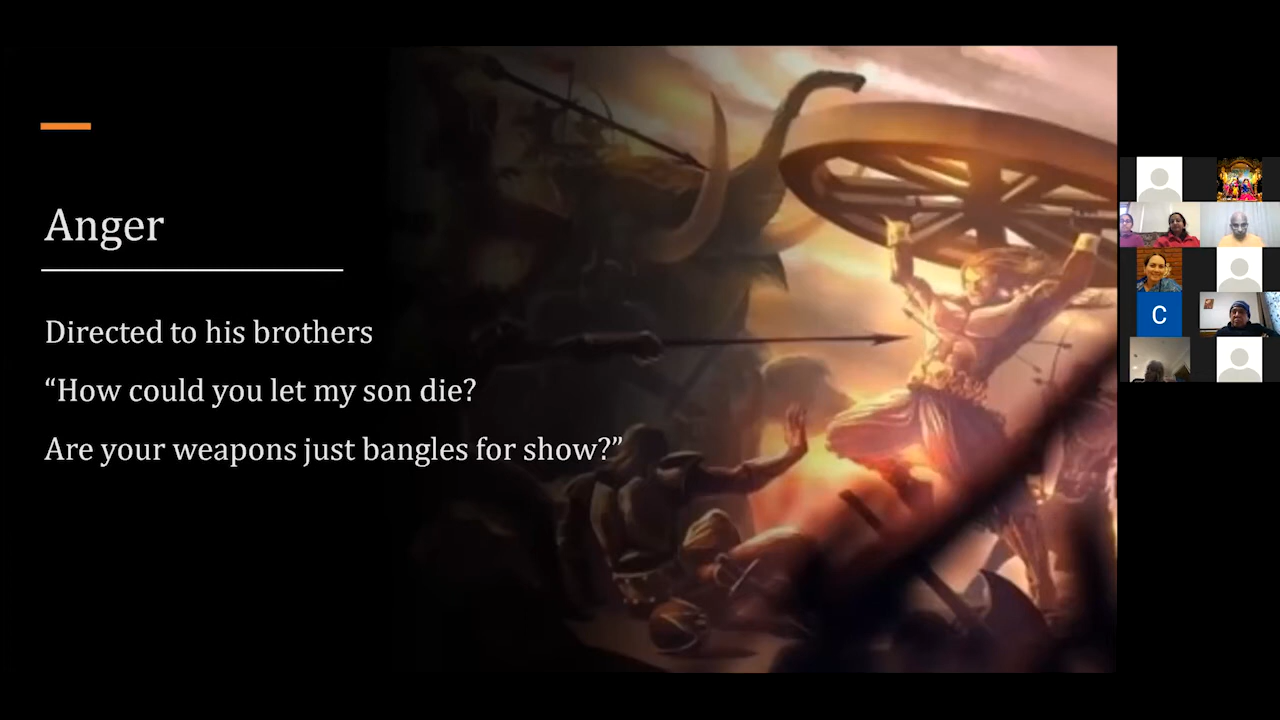 Anger
Directed to his brothers
“How could you let my son die?
Are your weapons just bangles for show?”
C